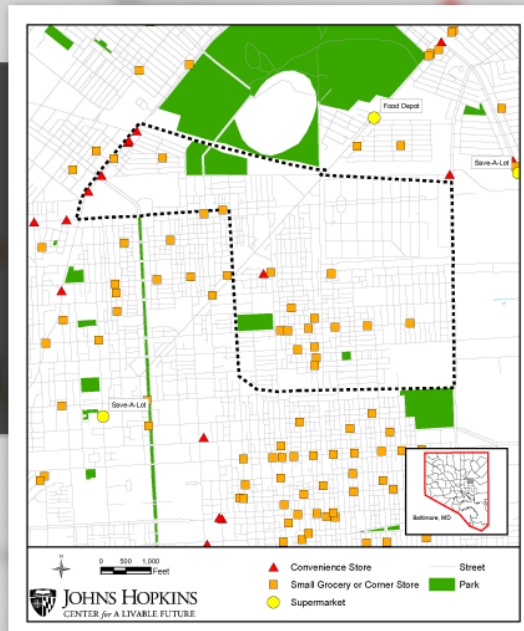 Food Depot
Save-A-Lot
Save-A-Lot
Baltimore, MD
N
0 500 1,000
Feet
Convenience Store
Small Grocery or Corner Store
Supermarket
Street
Park
JOHNS HOPKINS
CENTER for A LIVABLE FUTURE